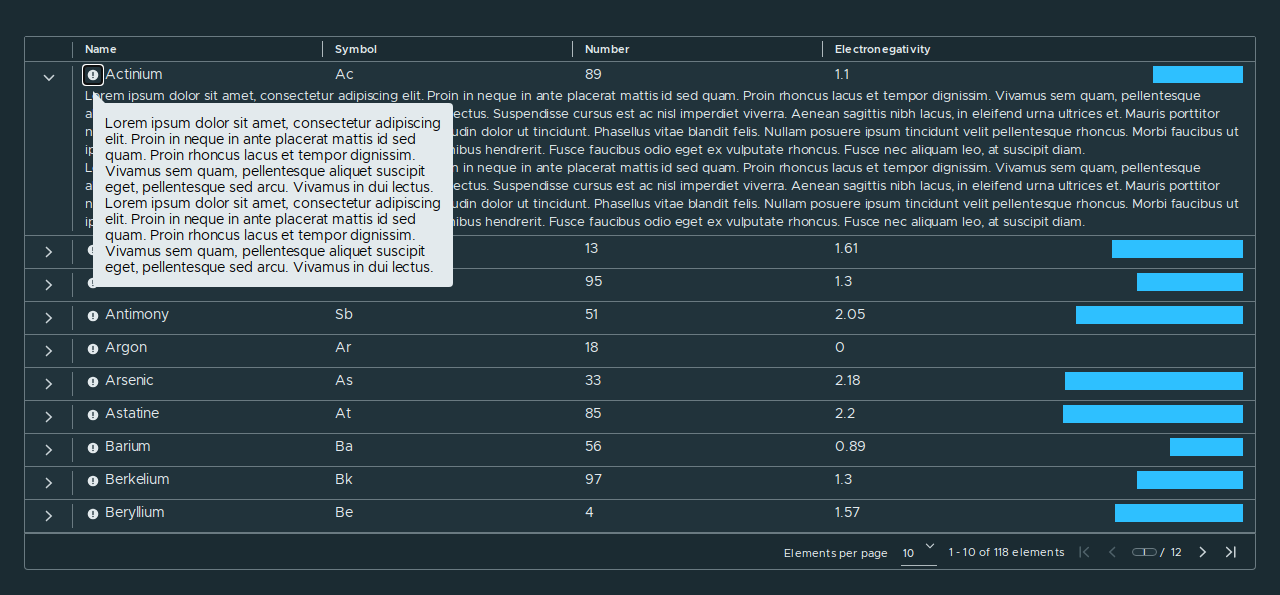 Name Symbol Number Electronegativity
Actinium Ac 89 1.1
Lorem ipsum dolor sit amet, consectetur adipiscing elit. Proin in neque in ante placerat mattis id sed quam. Proin rhoncus lacus et tempor dignissim. Vivamus sem quam, pellentesque
ectus. Suspendisse cursus est ac nisl imperdiet viverra. Aenean sagittis nibh lacus, in eleifend urna ultrices et. Mauris porttitor
udin dolor ut tincidunt. Phasellus vitae blandit felis. Nullam posuere ipsum tincidunt velit pellentesque rhoncus. Morbi faucibus ut
ibus hendrerit. Fusce faucibus odio eget ex vulputate rhoncus. Fusce nec aliquam leo, at suscipit diam.
in in neque in ante placerat mattis id sed quam. Proin rhoncus lacus et tempor dignissim. Vivamus sem quam, pellentesque
ectus. Suspendisse cursus est ac nisl imperdiet viverra. Aenean sagittis nibh lacus, in eleifend urna ultrices et. Mauris porttitor
udin dolor ut tincidunt. Phasellus vitae blandit felis. Nullam posuere ipsum tincidunt velit pellentesque rhoncus. Morbi faucibus ut
ibus hendrerit. Fusce faucibus odio eget ex vulputate rhoncus. Fusce nec aliquam leo, at suscipit diam.
Lorem ipsum dolor sit amet, consectetur adipiscing
elit. Proin in neque in ante placerat mattis id sed
quam. Proin rhoncus lacus et tempor dignissim.
Vivamus sem quam, pellentesque aliquet suscipit
eget, pellentesque sed arcu. Vivamus in dui lectus.
Lorem ipsum dolor sit amet, consectetur adipiscing
elit. Proin in neque in ante placerat mattis id sed
quam. Proin rhoncus lacus et tempor dignissim.
Vivamus sem quam, pellentesque aliquet suscipit
eget, pellentesque sed arcu. Vivamus in dui lectus.
13 1.61
95 1.3
Antimony Sb 51 2.05
Argon Ar 18 0
Arsenic As 33 2.18
Astatine At 85 2.2
Barium Ba 56 0.89
Berkelium Bk 97 1.3
Beryllium Be 4 1.57
Elements per page 10 1 - 10 of 118 elements 1 / 12